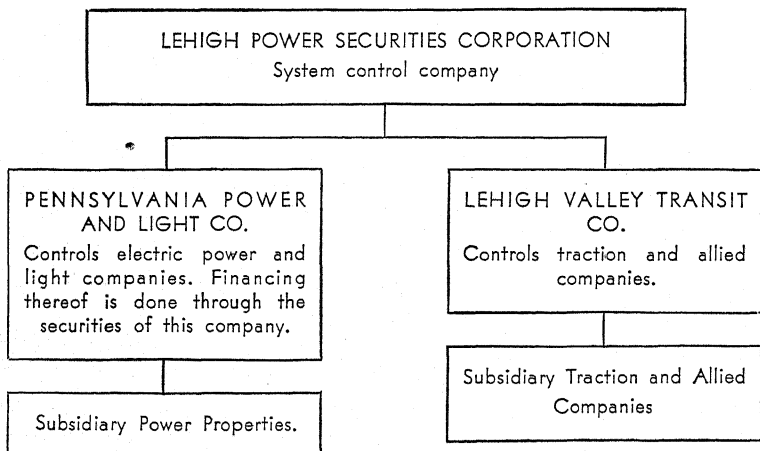 LEHIGH POWER SECURITIES CORPORATION
System control company
PENNSYLVANIA POWER
AND LIGHT CO.
Controls electric power and
light companies. Financing
thereof is done through the
securities of this company.
LEHIGH VALLEY TRANSIT
CO.
Controls traction and allied
companies.
Subsidiary Power Properties.
Subsidiary Traction and Allied
Companies